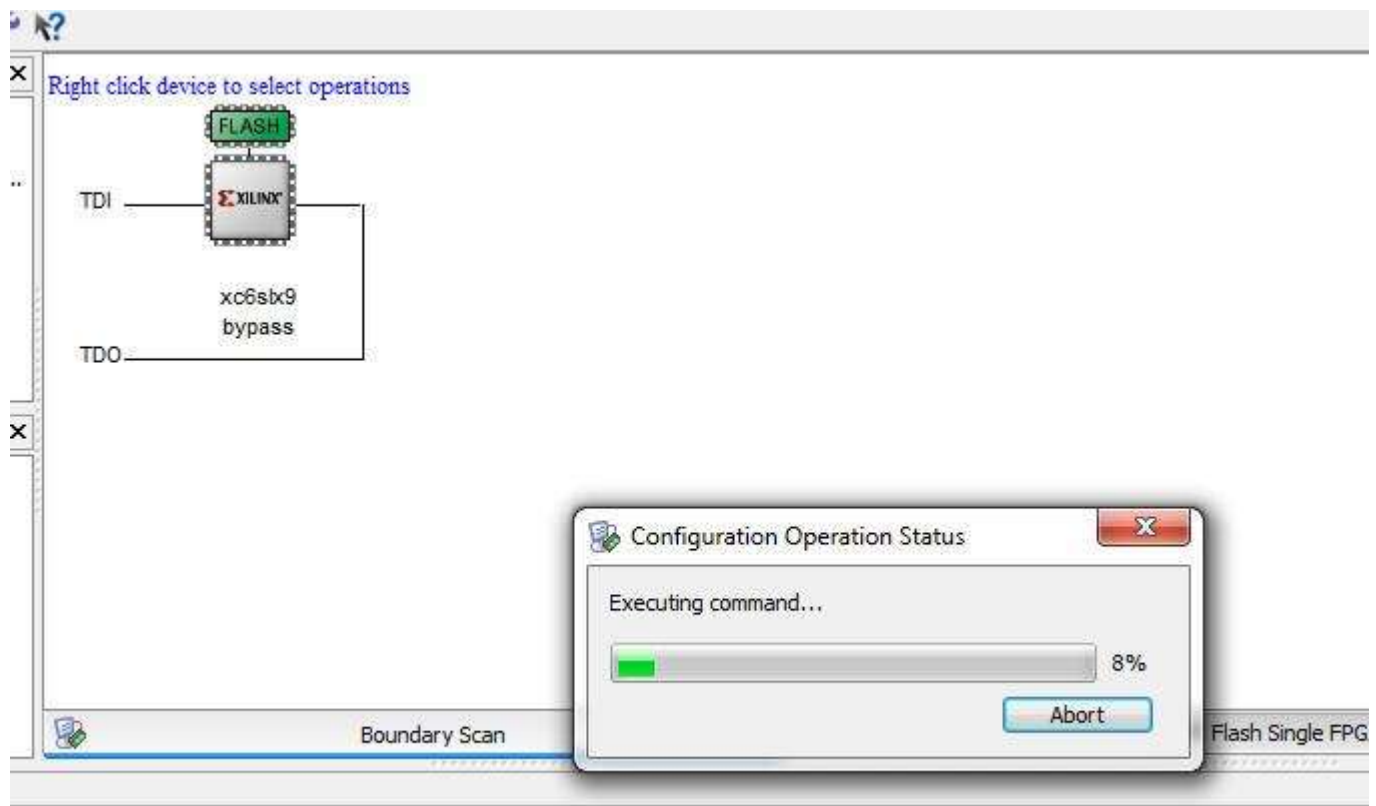 Right click device to select operations
FLASH
TDI
XILINX
xc6slx9
bypass
TDO
Configuration Operation Status
Executing command...
8%
Abort
Boundary Scan
Flash Single FPG